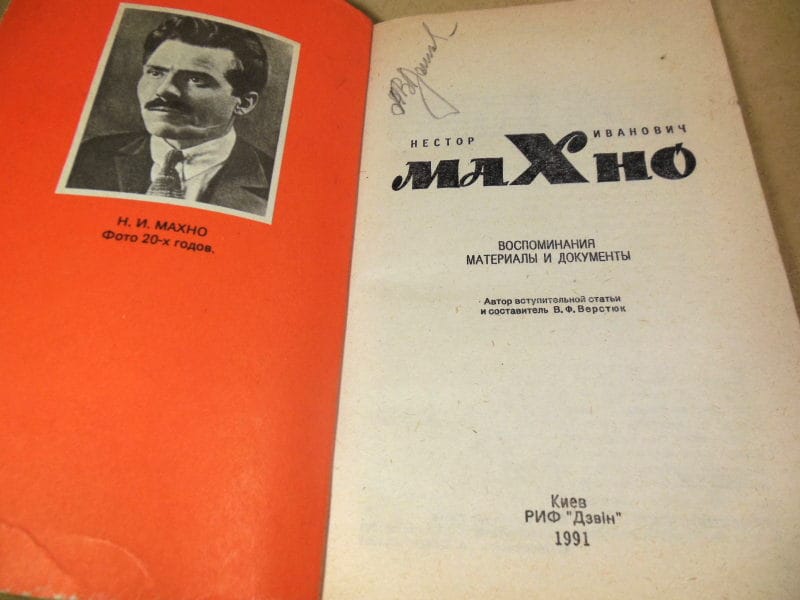 Н. И. МАХНО
Фото 20-х годов.
НЕСТОР ИВАНОВИЧ
МАХНО
ВОСПОМИНАНИЯ
МАТЕРИАЛЫ И ДОКУМЕНТЫ
Автор вступительной статьи
и составитель В. Ф. Верстюк
Киев
РИФ "Дзвін"
1991